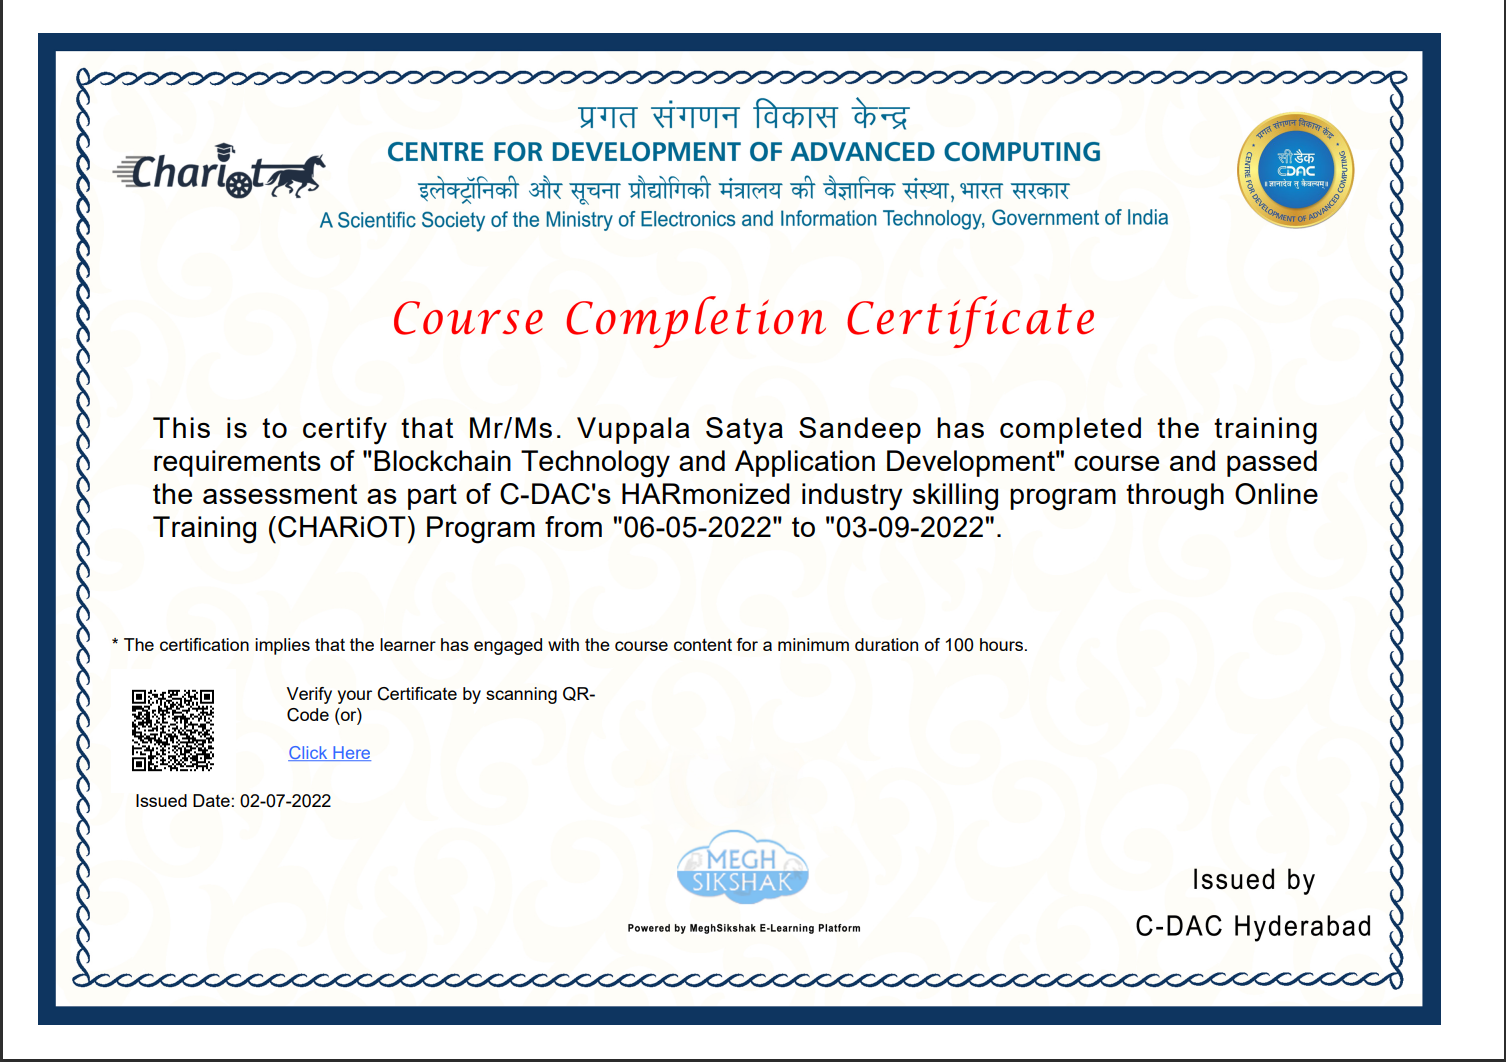 प्रगत संगणन विकास केन्द्र
CENTRE FOR DEVELOPMENT OF ADVANCED COMPUTING
इलेक्ट्रॉनिकी और सूचना प्रौद्योगिकी मंत्रालय की वैज्ञानिक संस्था, भारत सरकार
A Scientific Society of the Ministry of Electronics and Information Technology, Government of India
Chariot
प्रगत संगणन विकास केंद्र
सी डैक
CDAC
॥ ज्ञानादेव तु कैवल्यम् ॥
CENTRE FOR DEVELOPMENT OF ADVANCED COMPUTING
Course Completion Certificate
This is to certify that Mr/Ms. Vuppala Satya Sandeep has completed the training
requirements of "Blockchain Technology and Application Development" course and passed
the assessment as part of C-DAC's HARmonized industry skilling program through Online
Training (CHARiOT) Program from "06-05-2022" to "03-09-2022".
* The certification implies that the learner has engaged with the course content for a minimum duration of 100 hours.
Verify your Certificate by scanning QR-
Code (or)
Click Here
Issued Date: 02-07-2022
MEGH
SIKSHAK
Powered by MeghSikshak E-Learning Platform
Issued by
C-DAC Hyderabad